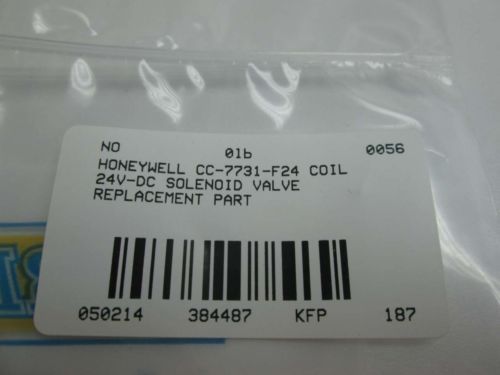 NO 01b 0056
HONEYWELL CC-7731-F24 COIL
24V-DC SOLENOID VALVE
REPLACEMENT PART
050214 384487 KFP 187